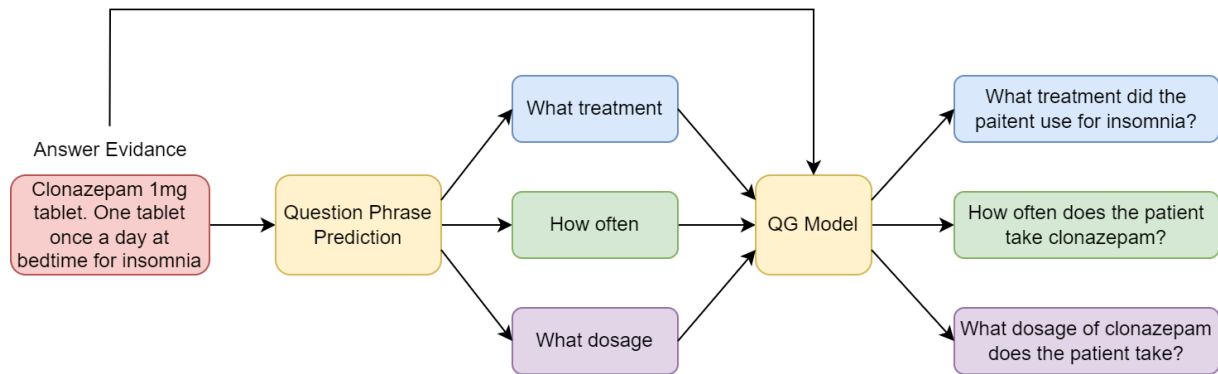 Answer Evidance
Clonazepam 1mg
tablet. One tablet
once a day at
bedtime for insomnia
Question Phrase
Prediction
What treatment
How often
What dosage
QG Model
What treatment did the
paitent use for insomnia?
How often does the patient
take clonazepam?
What dosage of clonazepam
does the patient take?